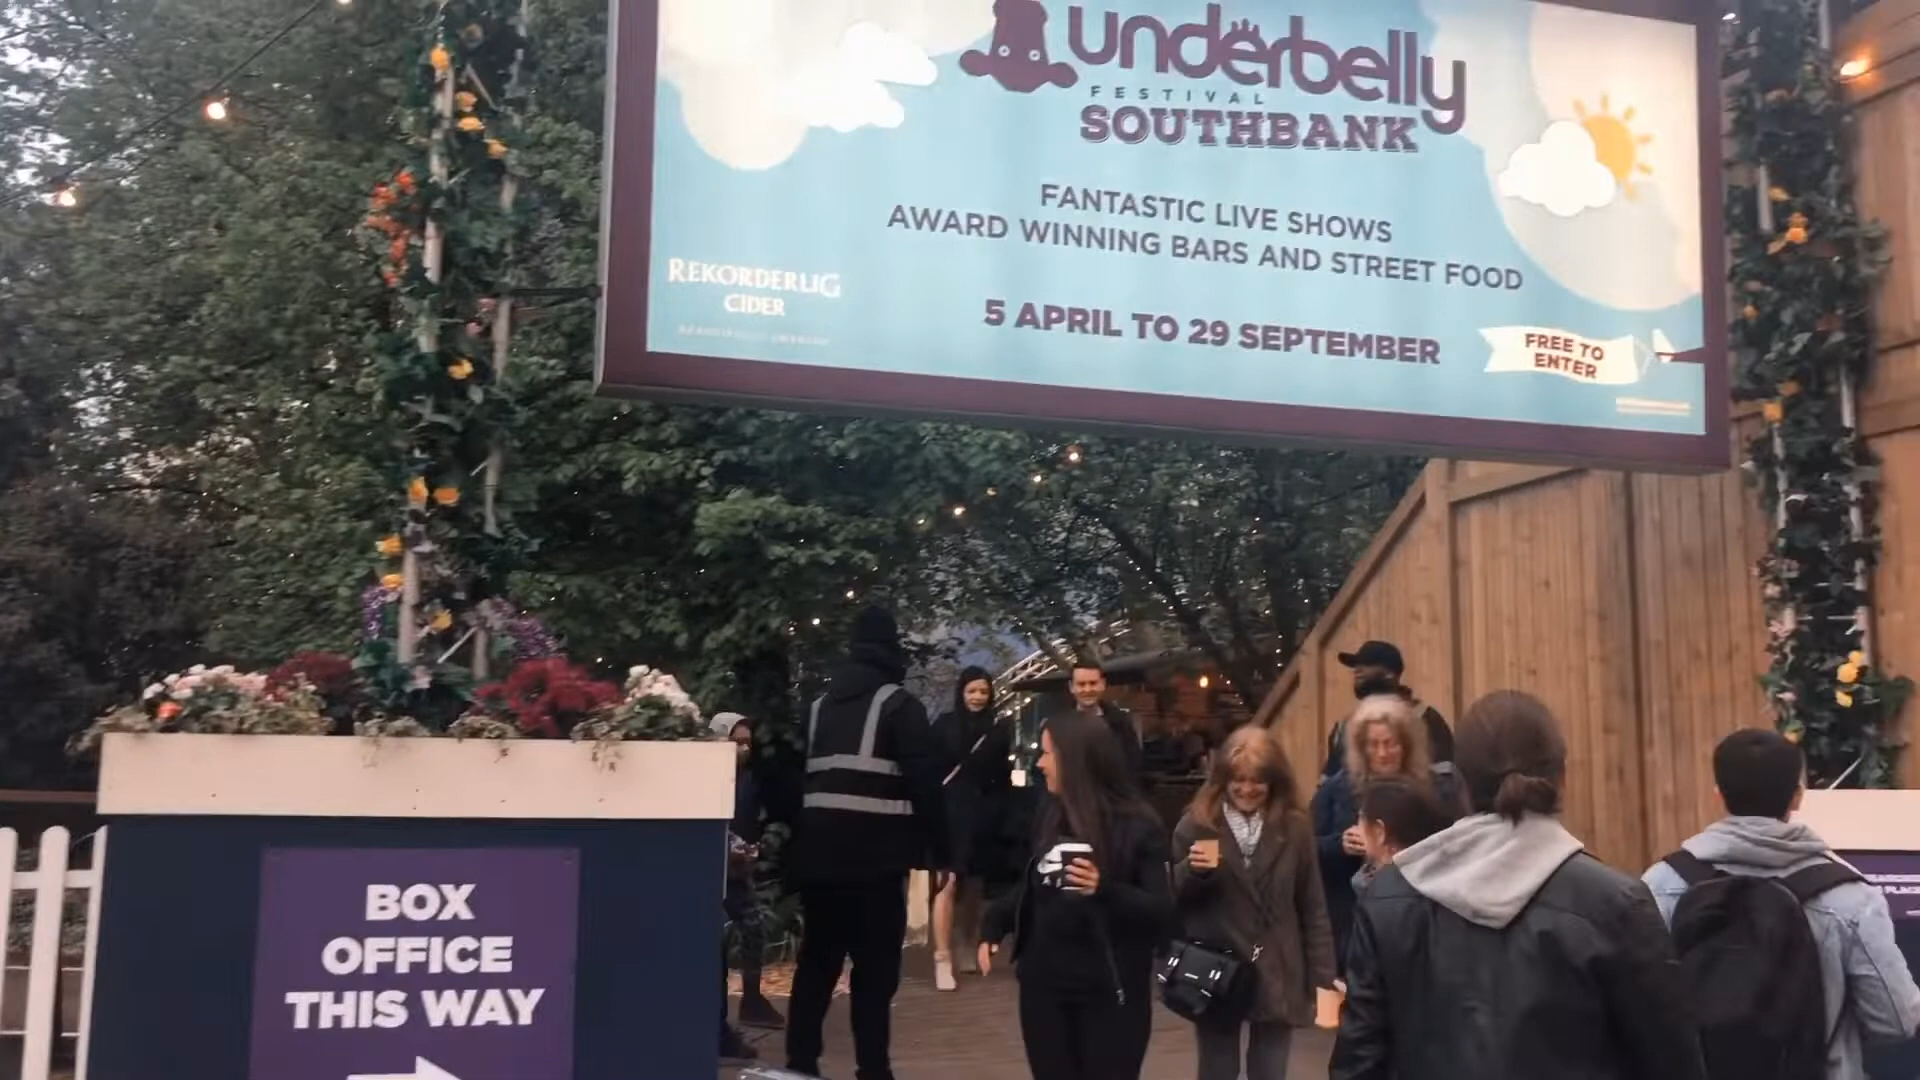 underbelly
FESTIVAL
SOUTHBANK
FANTASTIC LIVE SHOWS
AWARD WINNING BARS AND STREET FOOD
5 APRIL TO 29 SEPTEMBER
REKORDERLIG
CIDER
FREE TO
ENTER
BOX
OFFICE
THIS WAY